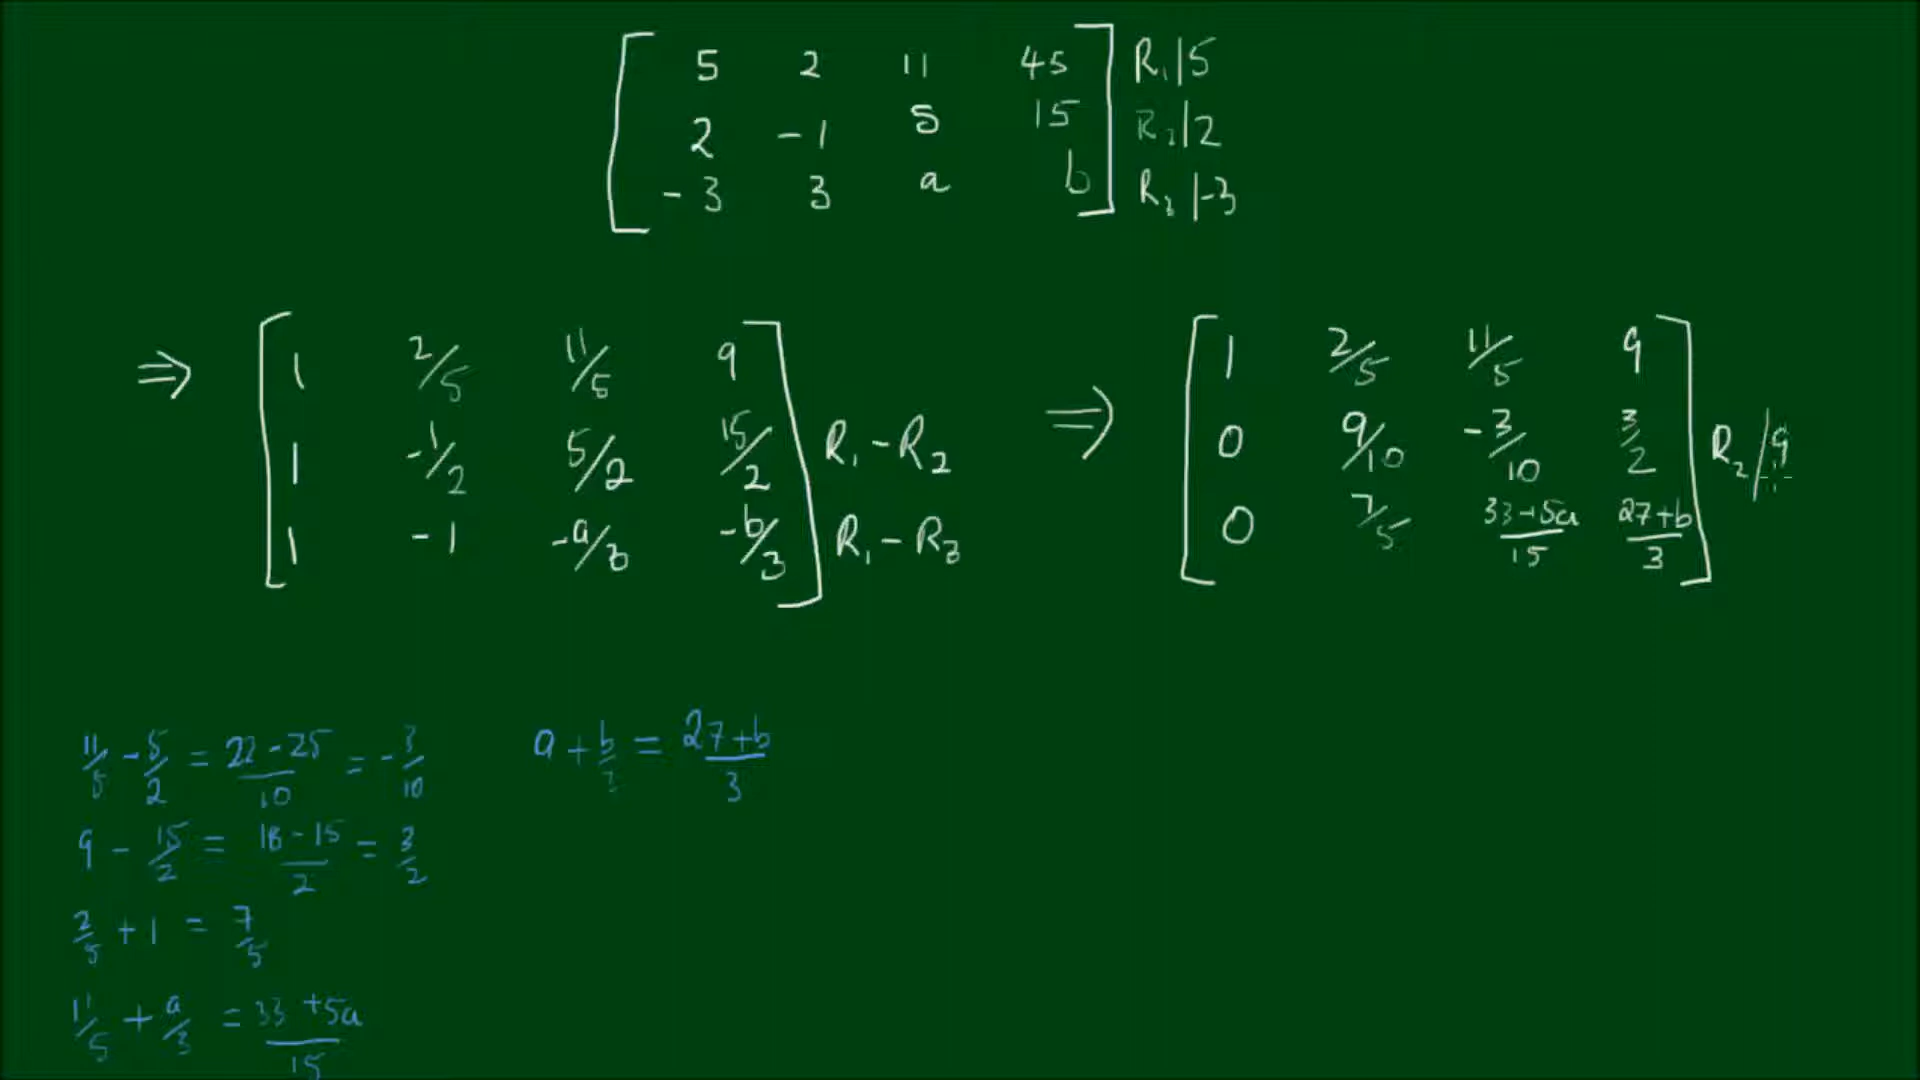 5 2 11 45 R₁/5
2 -1 5 15 R₂/2
-3 3 a b R₃/-3
⇒ 1 2/5 11/5 9
1 -1/2 5/2 15/2 R₁-R₂
1 -1 -a/3 -b/3 R₁-R₃
⇒ 1 2/5 11/5 9
0 9/10 -3/10 3/2 R₂/9
0 7/5 33+5a/15 27+b/3
11/5 - 5/2 = 22-25/10 = -3/10
9 - 15/2 = 18-15/2 = 3/2
2/5 + 1 = 7/5
11/5 + a/3 = 33+5a/15
9 + b/3 = 27+b/3